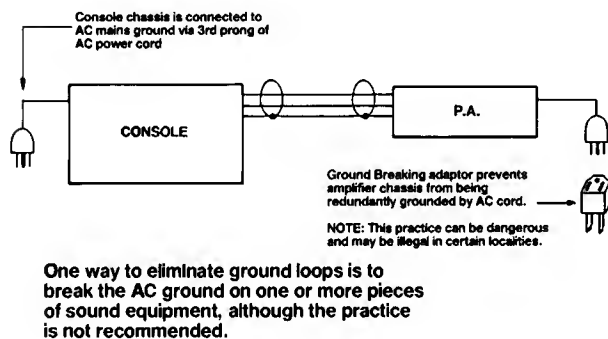 Console chassis is connected to
AC mains ground via 3rd prong of
AC power cord
CONSOLE
P.A.
Ground Breaking adaptor prevents
amplifier chassis from being
redundantly grounded by AC cord.
NOTE: This practice can be dangerous
and may be illegal in certain localities.
One way to eliminate ground loops is to
break the AC ground on one or more pieces
of sound equipment, although the practice
is not recommended.